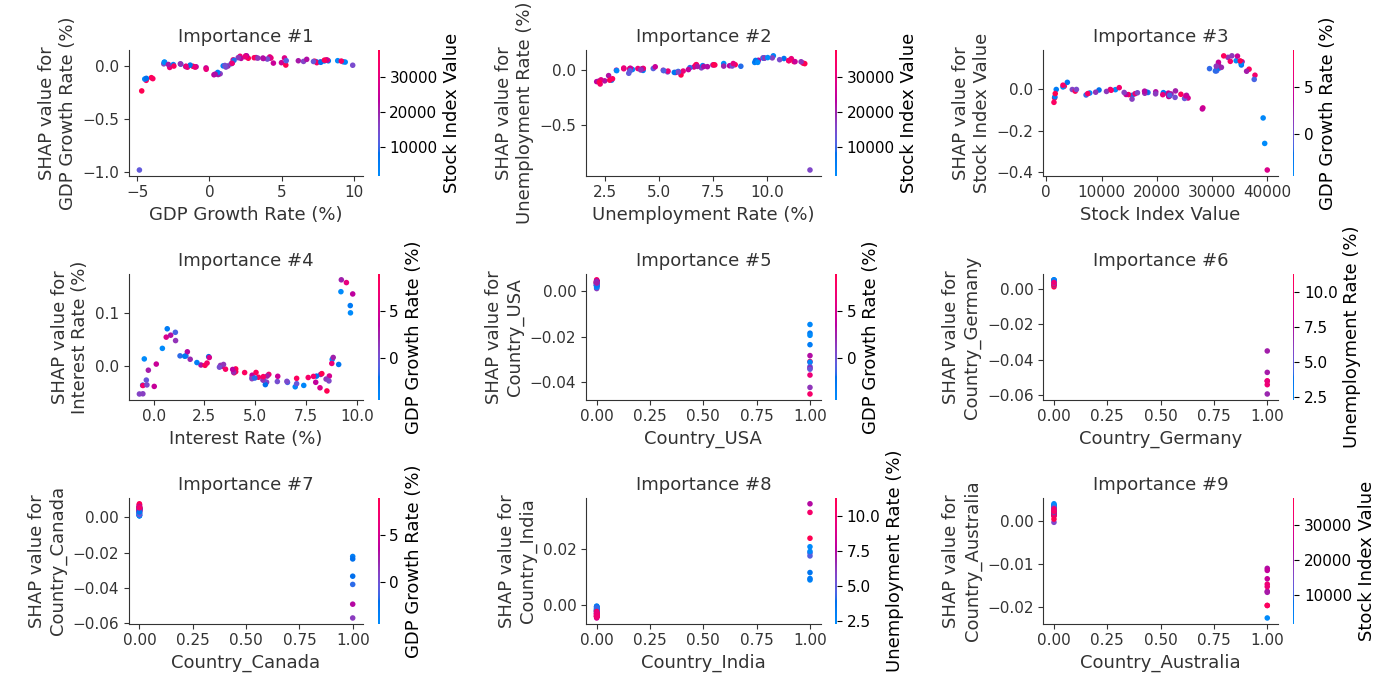 Importance #1
SHAP value for
GDP Growth Rate (%)
0.0
−0.5
−1.0
−5
0
5
10
GDP Growth Rate (%)
30000
20000
10000
Stock Index Value
Importance #2
SHAP value for
Unemployment Rate (%)
0.0
−0.5
2.5
5.0
7.5
10.0
Unemployment Rate (%)
30000
20000
10000
Stock Index Value
Importance #3
SHAP value for
Stock Index Value
0.0
−0.2
−0.4
0
10000
20000
30000
40000
Stock Index Value
5
0
GDP Growth Rate (%)
Importance #4
SHAP value for
Interest Rate (%)
0.1
0.0
0.0
2.5
5.0
7.5
10.0
Interest Rate (%)
5
0
GDP Growth Rate (%)
Importance #5
SHAP value for
Country_USA
0.00
−0.02
−0.04
0.00
0.25
0.50
0.75
1.00
Country_USA
5
0
GDP Growth Rate (%)
Importance #6
SHAP value for
Country_Germany
0.00
−0.02
−0.04
−0.06
0.00
0.25
0.50
0.75
1.00
Country_Germany
10.0
7.5
5.0
2.5
Unemployment Rate (%)
Importance #7
SHAP value for
Country_Canada
0.00
−0.02
−0.04
−0.06
0.00
0.25
0.50
0.75
1.00
Country_Canada
5
0
GDP Growth Rate (%)
Importance #8
SHAP value for
Country_India
0.02
0.00
0.00
0.25
0.50
0.75
1.00
Country_India
10.0
7.5
5.0
2.5
Unemployment Rate (%)
Importance #9
SHAP value for
Country_Australia
0.00
−0.01
−0.02
0.00
0.25
0.50
0.75
1.00
Country_Australia
30000
20000
10000
Stock Index Value